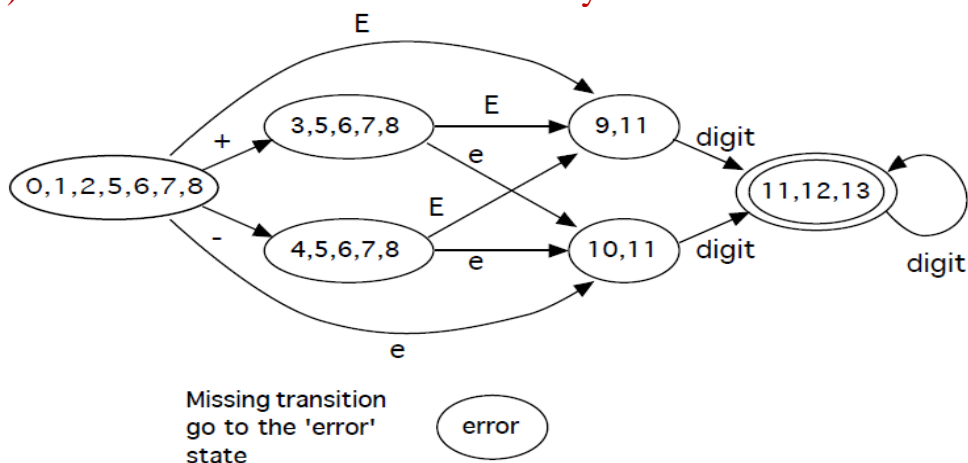 )
y
E
3,5,6,7,8
E
9,11
+
e
digit
0,1,2,5,6,7,8
11,12,13
E
-
4,5,6,7,8
e
10,11
digit
digit
e
Missing transition
go to the 'error'
state
error